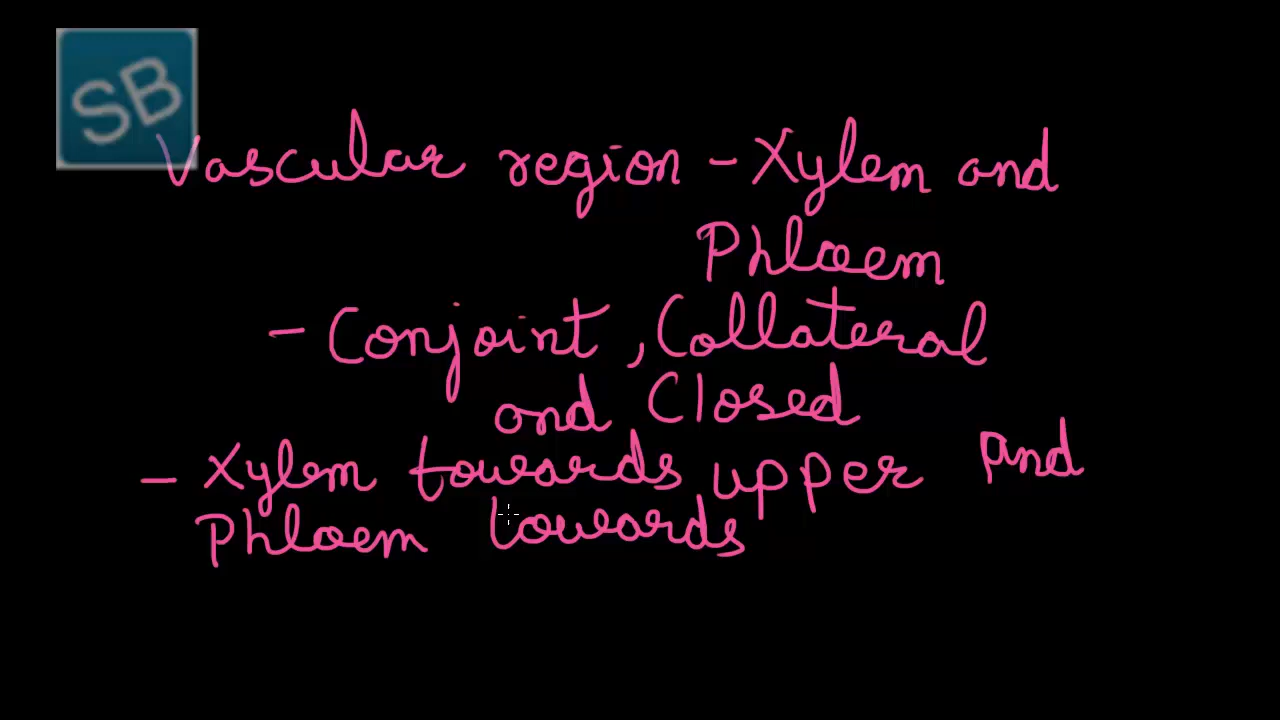 SB
Vascular region - Xylem and
Phloem
- Conjoint, Collateral
and Closed
- Xylem towards upper and
Phloem towards